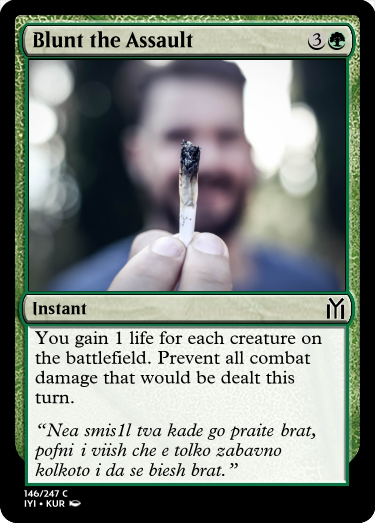 Blunt the Assault 3
Instant
You gain 1 life for each creature on
the battlefield. Prevent all combat
damage that would be dealt this
turn.
“Nea smis1l tva kade go praite brat,
pofni i viish che e tolko zabavno
kolkoto i da se biesh brat.”
146/247 C
IYI • KUR